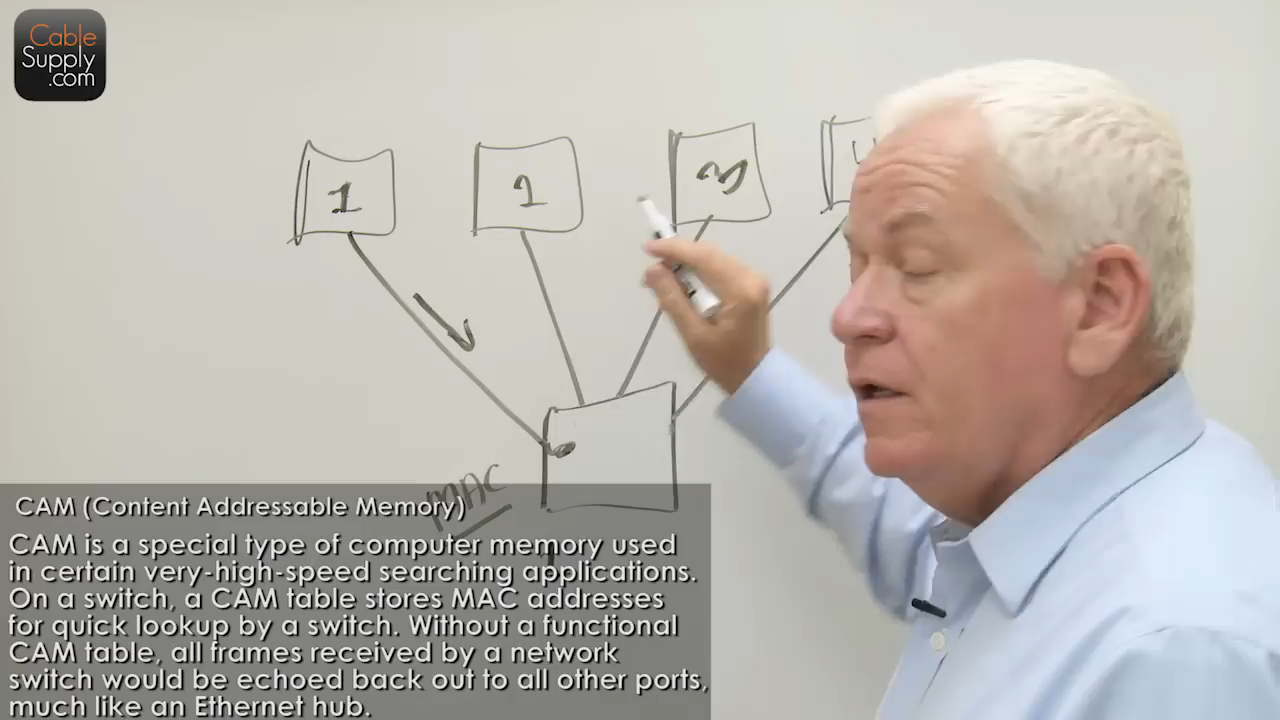 Cable
Supply
.com
1
1
3
MAC
CAM (Content Addressable Memory)
CAM is a special type of computer memory used
in certain very-high-speed searching applications.
On a switch, a CAM table stores MAC addresses
for quick lookup by a switch. Without a functional
CAM table, all frames received by a network
switch would be echoed back out to all other ports,
much like an Ethernet hub.